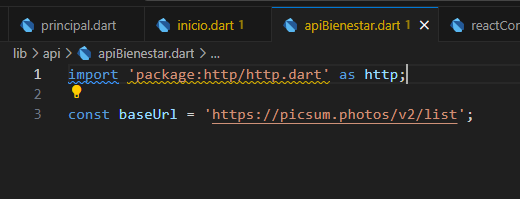 principal.dart
inicio.dart 1
apiBienestar.dart 1
lib > api > apiBienestar.dart > ...
1 import 'package:http/http.dart' as http;
2
3 const baseUrl = 'https://picsum.photos/v2/list';